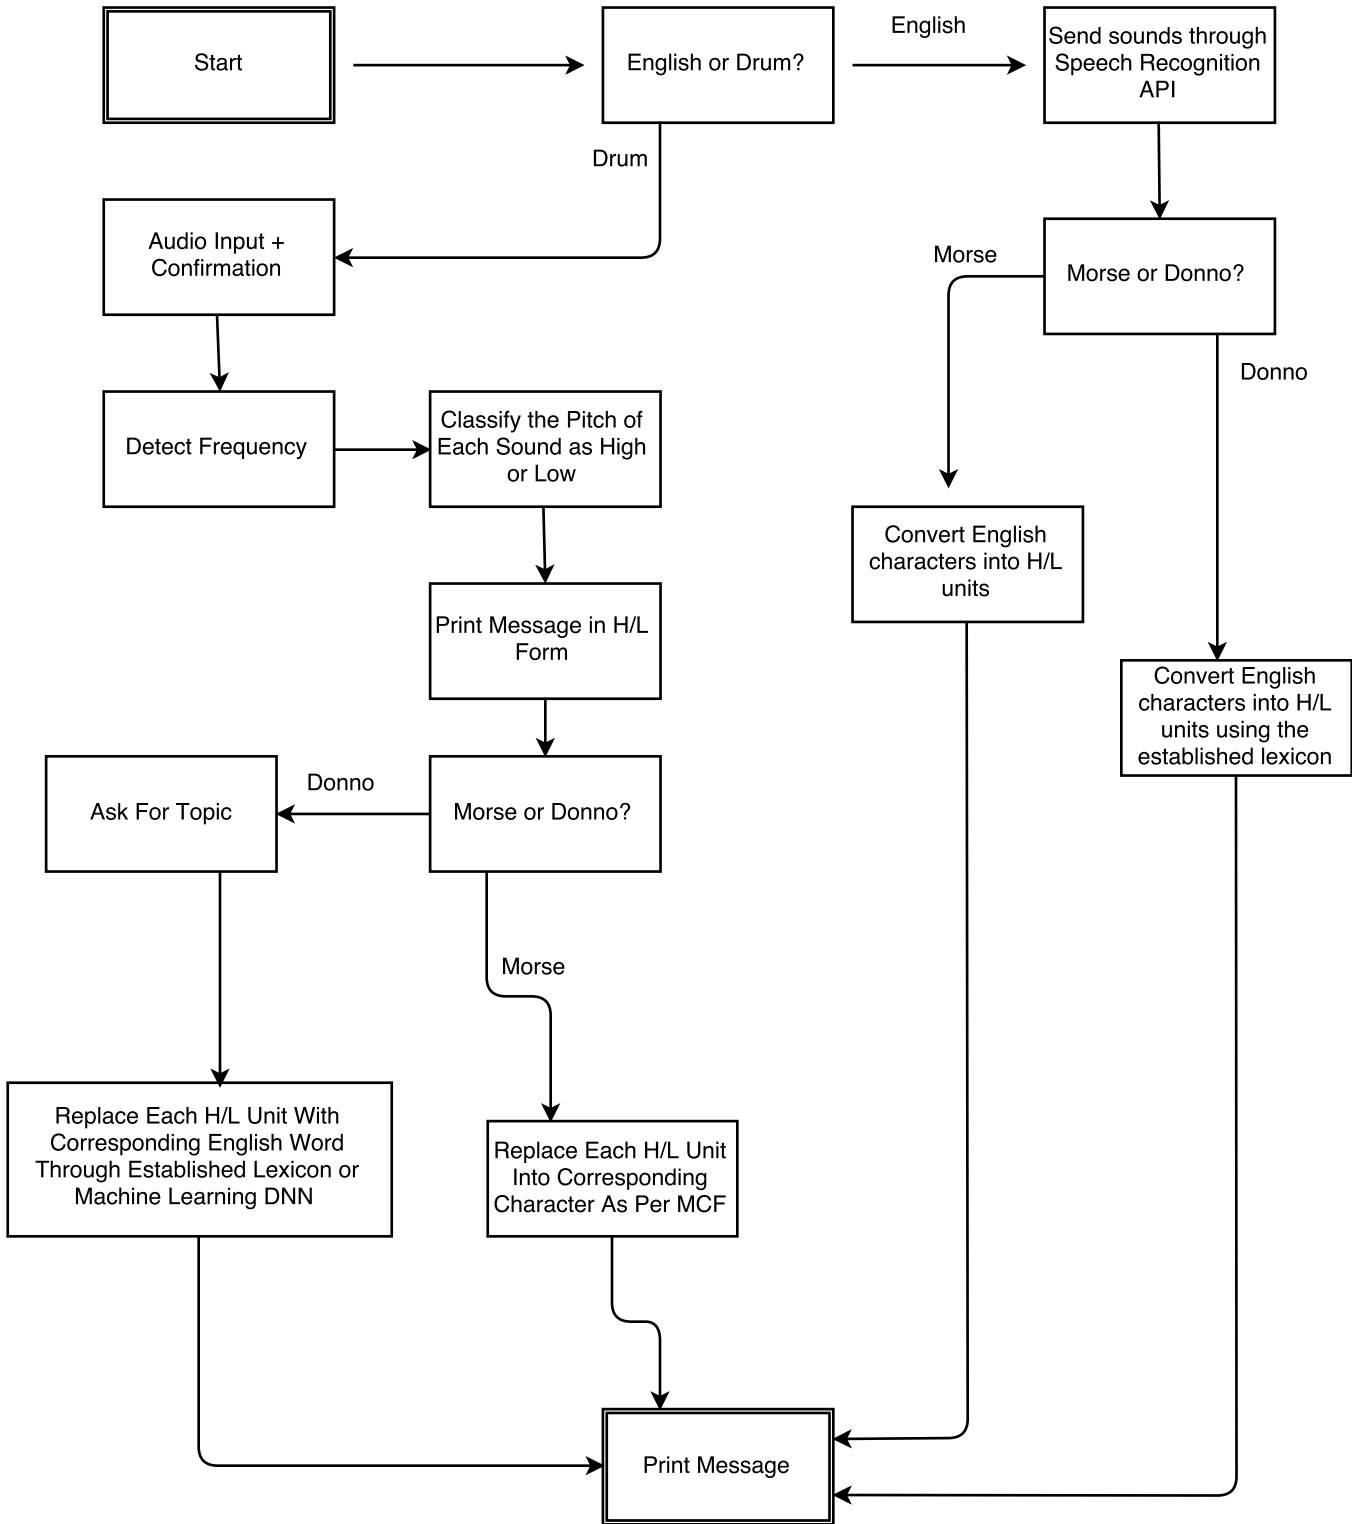 Start
English or Drum?
English
Send sounds through
Speech Recognition
API
Drum
Audio Input +
Confirmation
Morse
Morse or Donno?
Donno
Detect Frequency
Classify the Pitch of
Each Sound as High
or Low
Convert English
characters into H/L
units
Print Message in H/L
Form
Convert English
characters into H/L
units using the
established lexicon
Ask For Topic
Donno
Morse or Donno?
Morse
Replace Each H/L Unit With
Corresponding English Word
Through Established Lexicon or
Machine Learning DNN
Replace Each H/L Unit
Into Corresponding
Character As Per MCF
Print Message